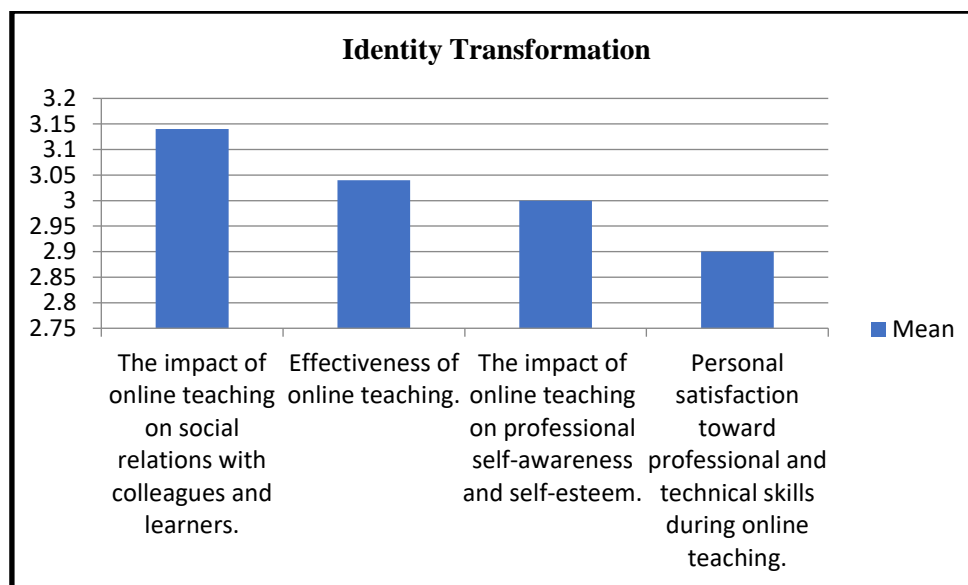 Identity Transformation
3.2
3.15
3.1
3.05
3
2.95
2.9
2.85
2.8
2.75
The impact of
online teaching
on social
relations with
colleagues and
learners.
Effectiveness of
online teaching.
The impact of
online teaching
on professional
self-awareness
and self-esteem.
Personal
satisfaction
toward
professional and
technical skills
during online
teaching.
Mean